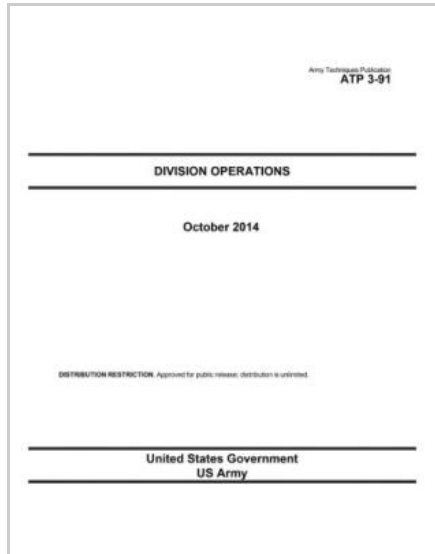 Army Techniques Publication
ATP 3-91
DIVISION OPERATIONS
October 2014
DISTRIBUTION RESTRICTION. Approved for public release; distribution is unlimited.
United States Government
US Army